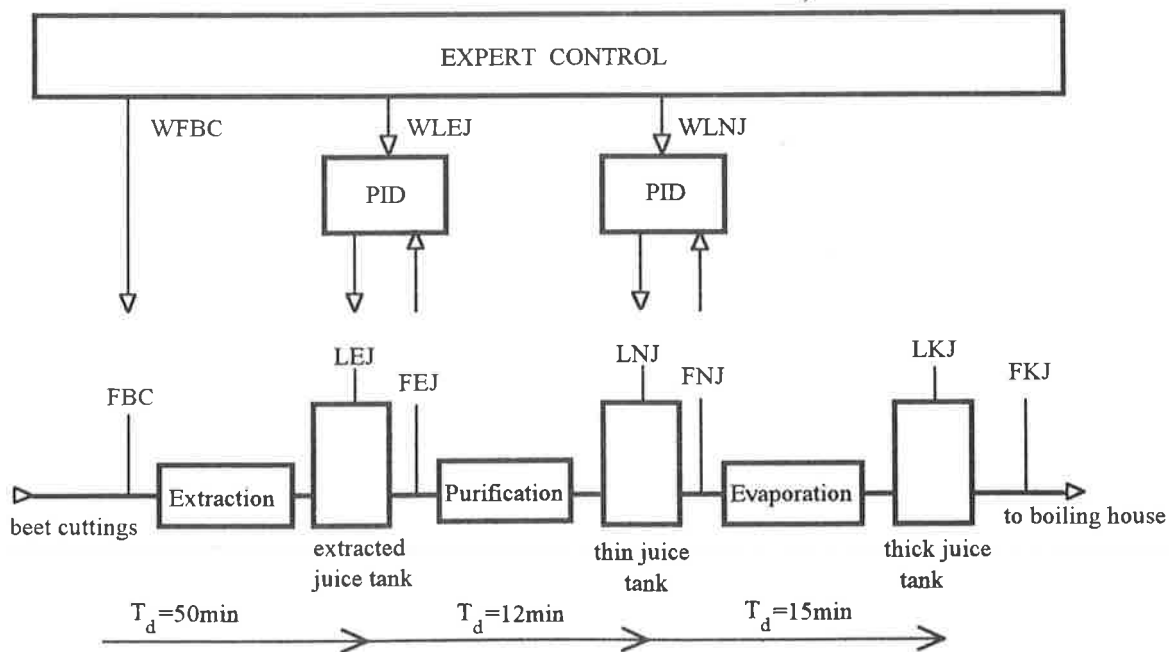 EXPERT CONTROL
WFBC
WLEJ
WLNJ
PID
PID
LEJ
LNJ
LKJ
FBC
FEJ
FNJ
FKJ
Extraction
Purification
Evaporation
beet cuttings
to boiling house
extracted
juice tank
thin juice
tank
thick juice
tank
T_d=50min
T_d=12min
T_d=15min